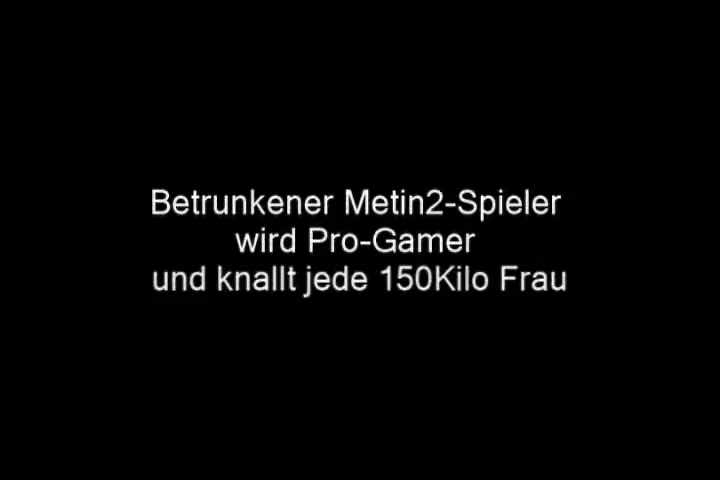 Betrunkener Metin2-Spieler
wird Pro-Gamer
und knallt jede 150Kilo Frau